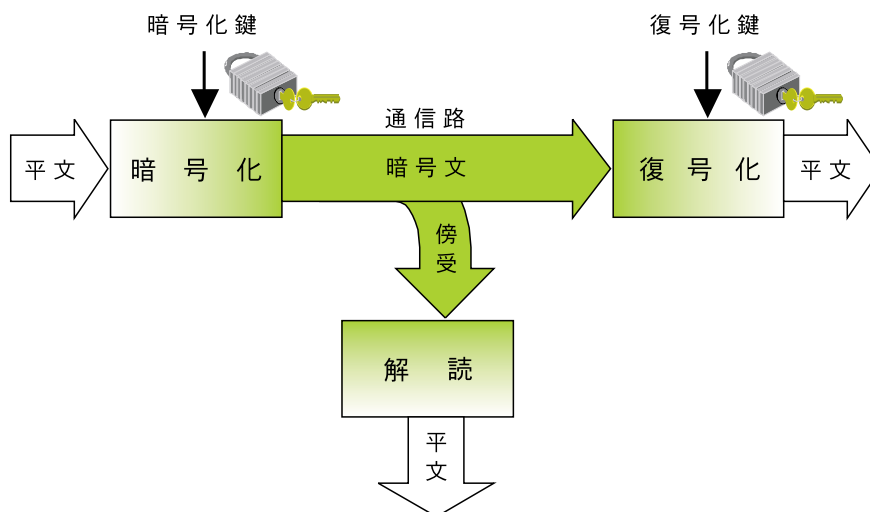 暗号化鍵
復号化鍵
通信路
平文
暗号化
暗号文
復号化
平文
傍受
解読
平文